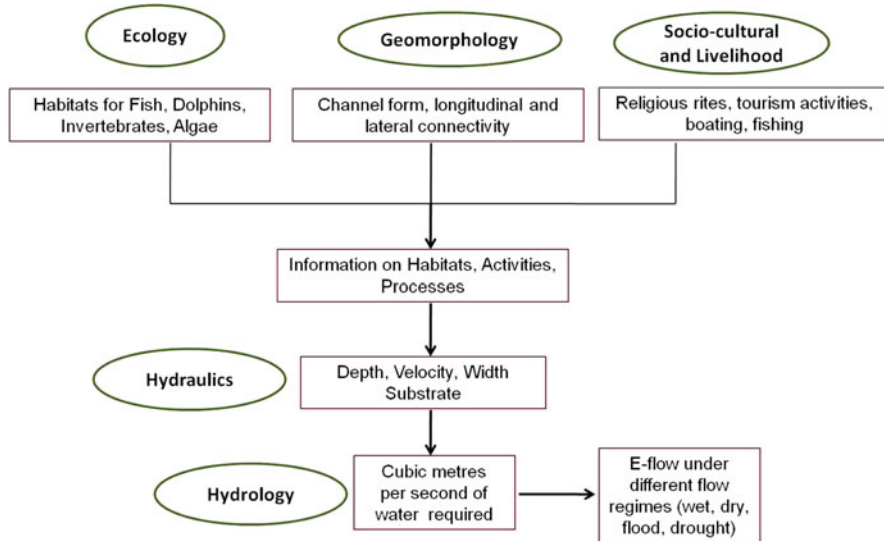 Ecology
Geomorphology
Socio-cultural
and Livelihood
Habitats for Fish, Dolphins,
Invertebrates, Algae
Channel form, longitudinal and
lateral connectivity
Religious rites, tourism activities,
boating, fishing
Information on Habitats, Activities,
Processes
Hydraulics
Depth, Velocity, Width
Substrate
Hydrology
Cubic metres
per second of
water required
E-flow under
different flow
regimes (wet, dry,
flood, drought)